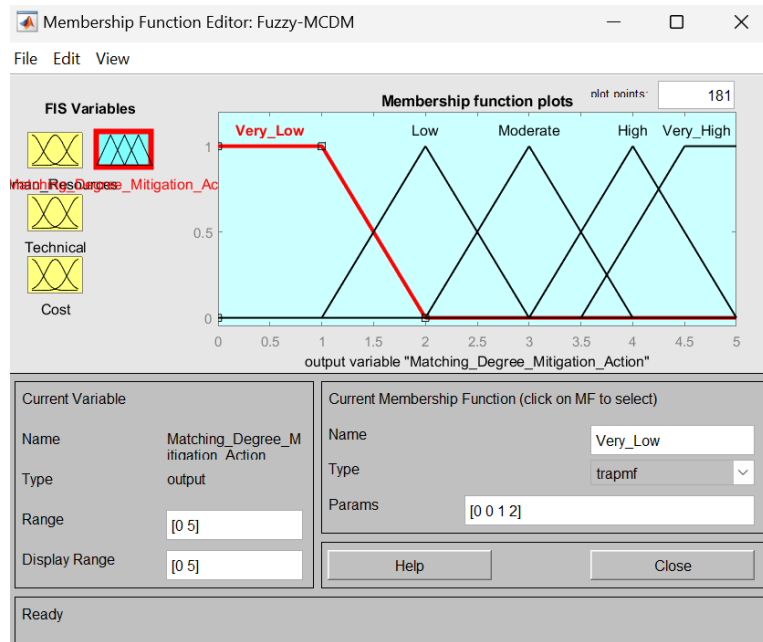 Membership Function Editor: Fuzzy-MCDM
File Edit View
FIS Variables
Matching_Degree_Mitigation_Ac
Technical
Cost
Membership function plots
plot points:
181
Very_Low Low Moderate High Very_High
1
0.5
0
0 0.5 1 1.5 2 2.5 3 3.5 4 4.5 5
output variable "Matching_Degree_Mitigation_Action"
Current Variable
Name Matching_Degree_M
itigation_Action
Type output
Range [0 5]
Display Range [0 5]
Current Membership Function (click on MF to select)
Name Very_Low
Type trapmf
Params [0 0 1 2]
Help Close
Ready